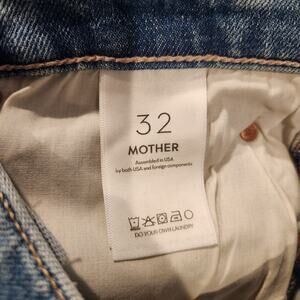 32
MOTHER
Assembled in USA
by both USA and foreign components
DO YOUR OWN LAUNDRY